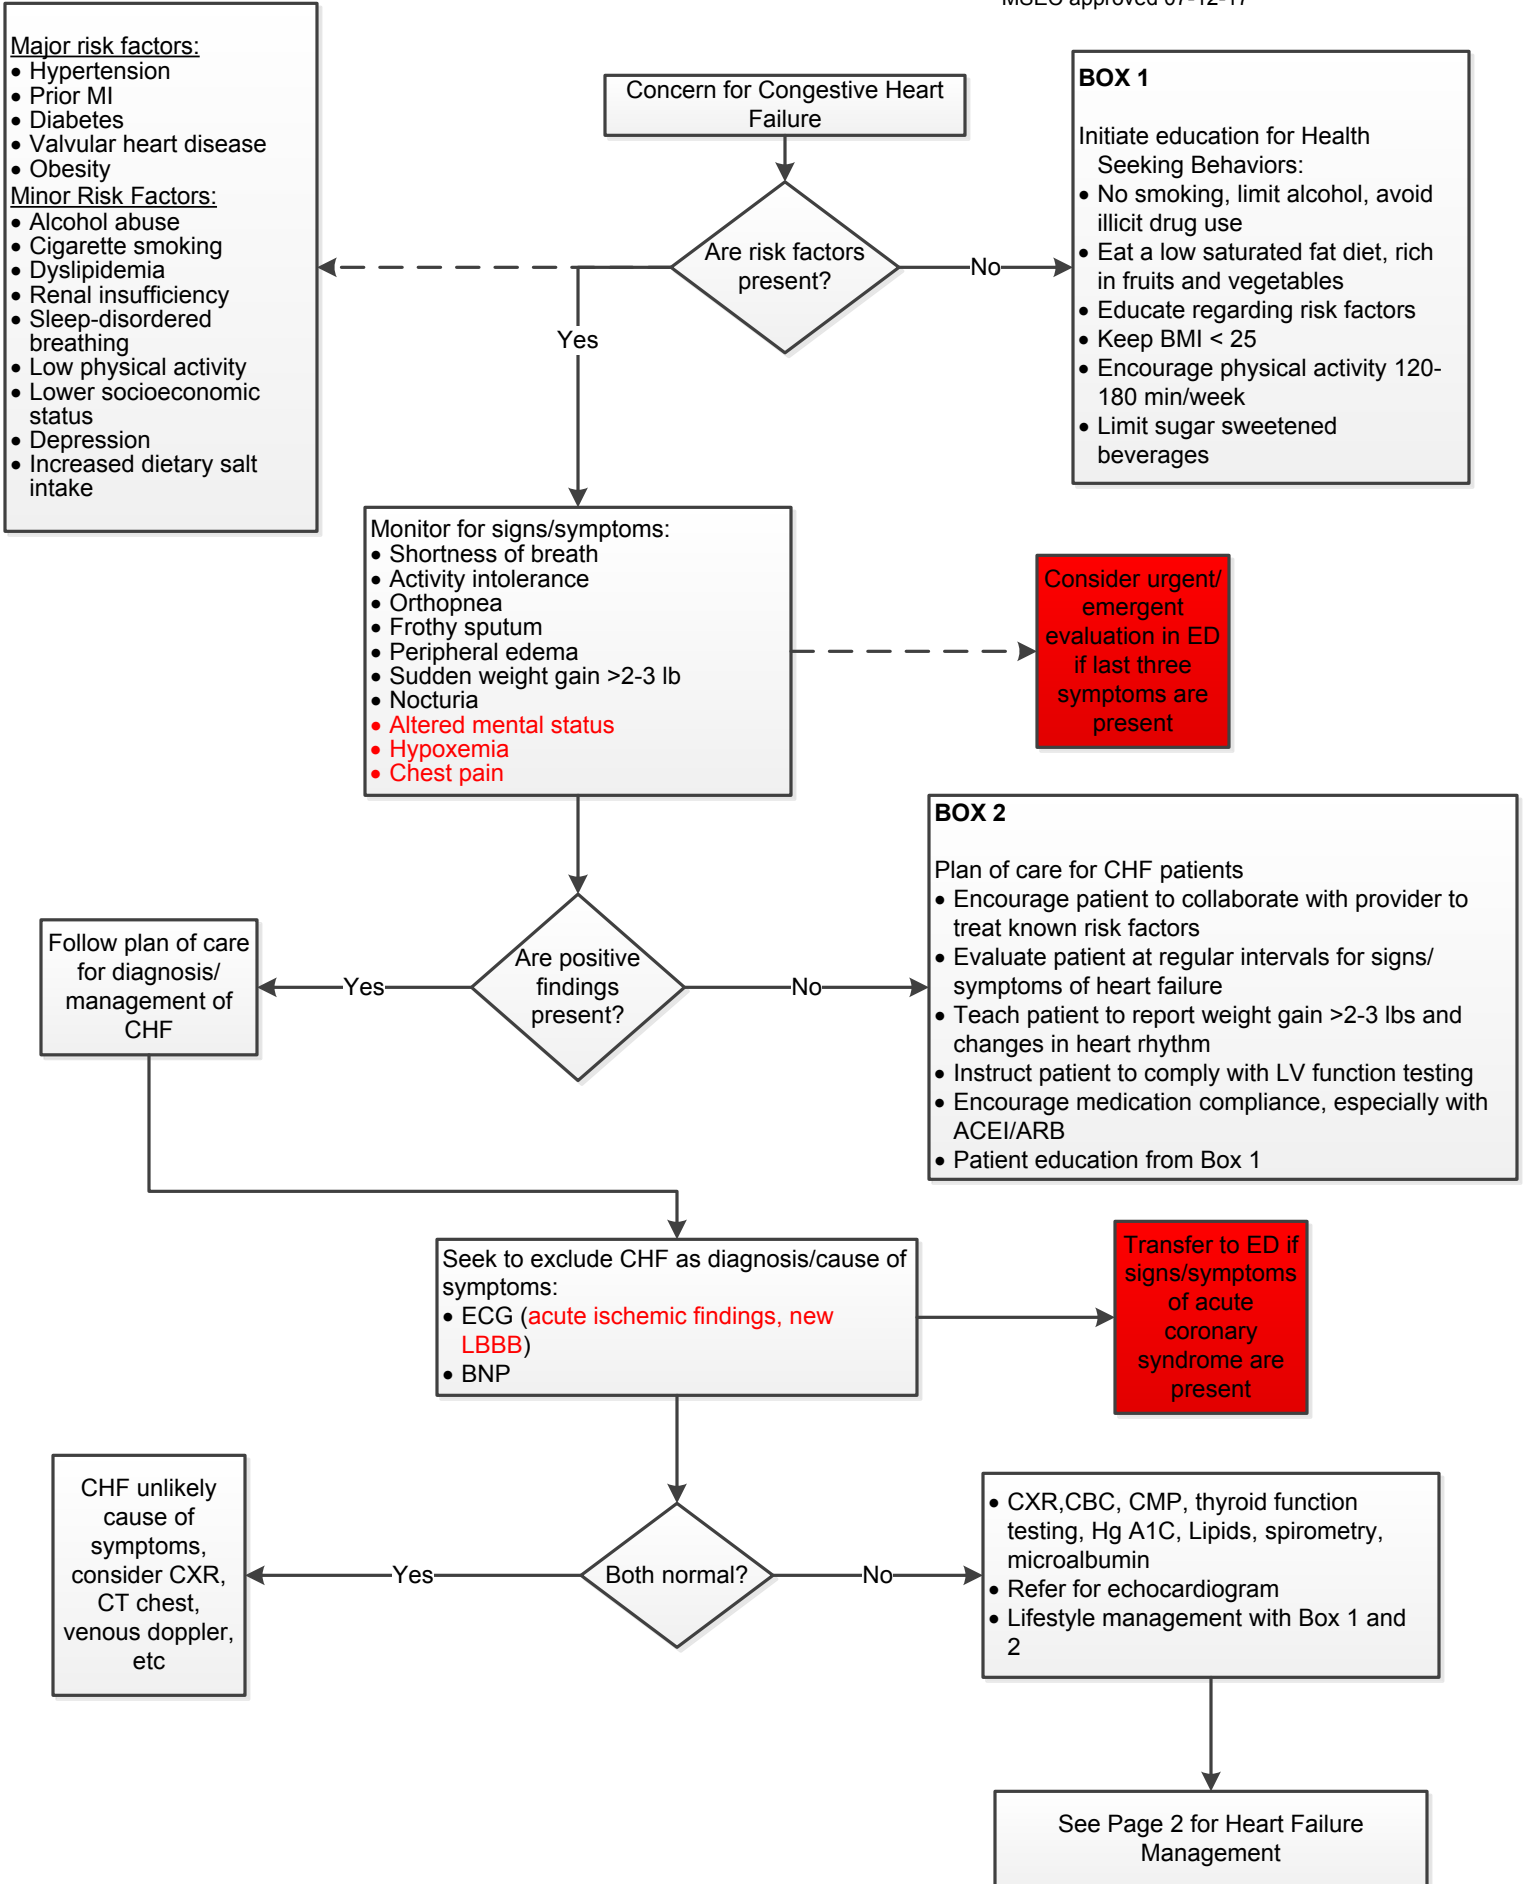 MSEC approved 07-12-17
Major risk factors:
• Hypertension
• Prior MI
• Diabetes
• Valvular heart disease
• Obesity
Minor Risk Factors:
• Alcohol abuse
• Cigarette smoking
• Dyslipidemia
• Renal insufficiency
• Sleep-disordered
breathing
• Low physical activity
• Lower socioeconomic
status
• Depression
• Increased dietary salt
intake
Concern for Congestive Heart
Failure
Are risk factors
present?
No
Yes
BOX 1
Initiate education for Health
Seeking Behaviors:
• No smoking, limit alcohol, avoid
illicit drug use
• Eat a low saturated fat diet, rich
in fruits and vegetables
• Educate regarding risk factors
• Keep BMI < 25
• Encourage physical activity 120-
180 min/week
• Limit sugar sweetened
beverages
Monitor for signs/symptoms:
• Shortness of breath
• Activity intolerance
• Orthopnea
• Frothy sputum
• Peripheral edema
• Sudden weight gain >2-3 lb
• Nocturia
• Altered mental status
• Hypoxemia
• Chest pain
Consider urgent/
emergent
evaluation in ED
if last three
symptoms are
present
Are positive
findings
present?
Yes
No
Follow plan of care
for diagnosis/
management of
CHF
BOX 2
Plan of care for CHF patients
• Encourage patient to collaborate with provider to
treat known risk factors
• Evaluate patient at regular intervals for signs/
symptoms of heart failure
• Teach patient to report weight gain >2-3 lbs and
changes in heart rhythm
• Instruct patient to comply with LV function testing
• Encourage medication compliance, especially with
ACEI/ARB
• Patient education from Box 1
Seek to exclude CHF as diagnosis/cause of
symptoms:
• ECG (acute ischemic findings, new
LBBB)
• BNP
Transfer to ED if
signs/symptoms
of acute
coronary
syndrome are
present
Both normal?
Yes
No
CHF unlikely
cause of
symptoms,
consider CXR,
CT chest,
venous doppler,
etc
• CXR,CBC, CMP, thyroid function
testing, Hg A1C, Lipids, spirometry,
microalbumin
• Refer for echocardiogram
• Lifestyle management with Box 1 and
2
See Page 2 for Heart Failure
Management